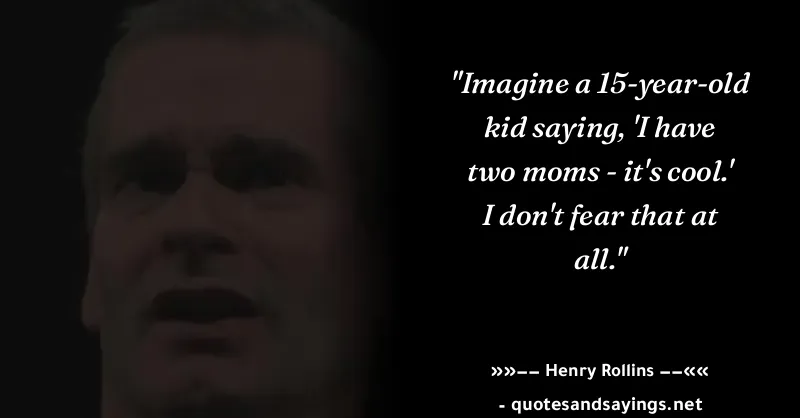 "Imagine a 15-year-old
kid saying, 'I have
two moms - it's cool.'
I don't fear that at
all."
»»—— Henry Rollins ——««
- quotesandsayings.net